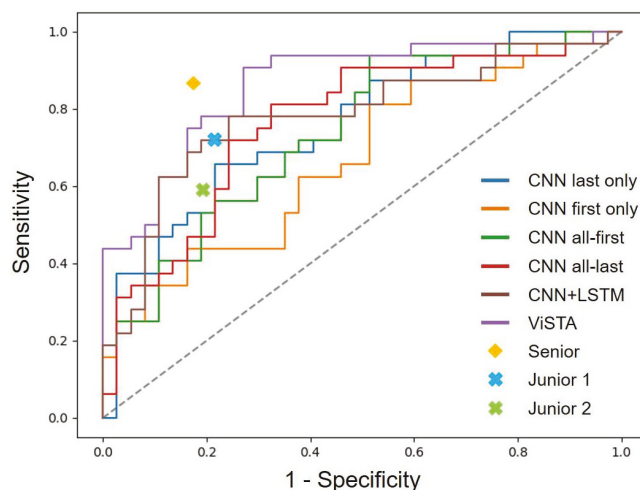 1.0
0.8
0.6
0.4
0.2
0.0
Sensitivity
CNN last only
CNN first only
CNN all-first
CNN all-last
CNN+LSTM
ViSTA
Senior
Junior 1
Junior 2
0.0 0.2 0.4 0.6 0.8 1.0
1 - Specificity